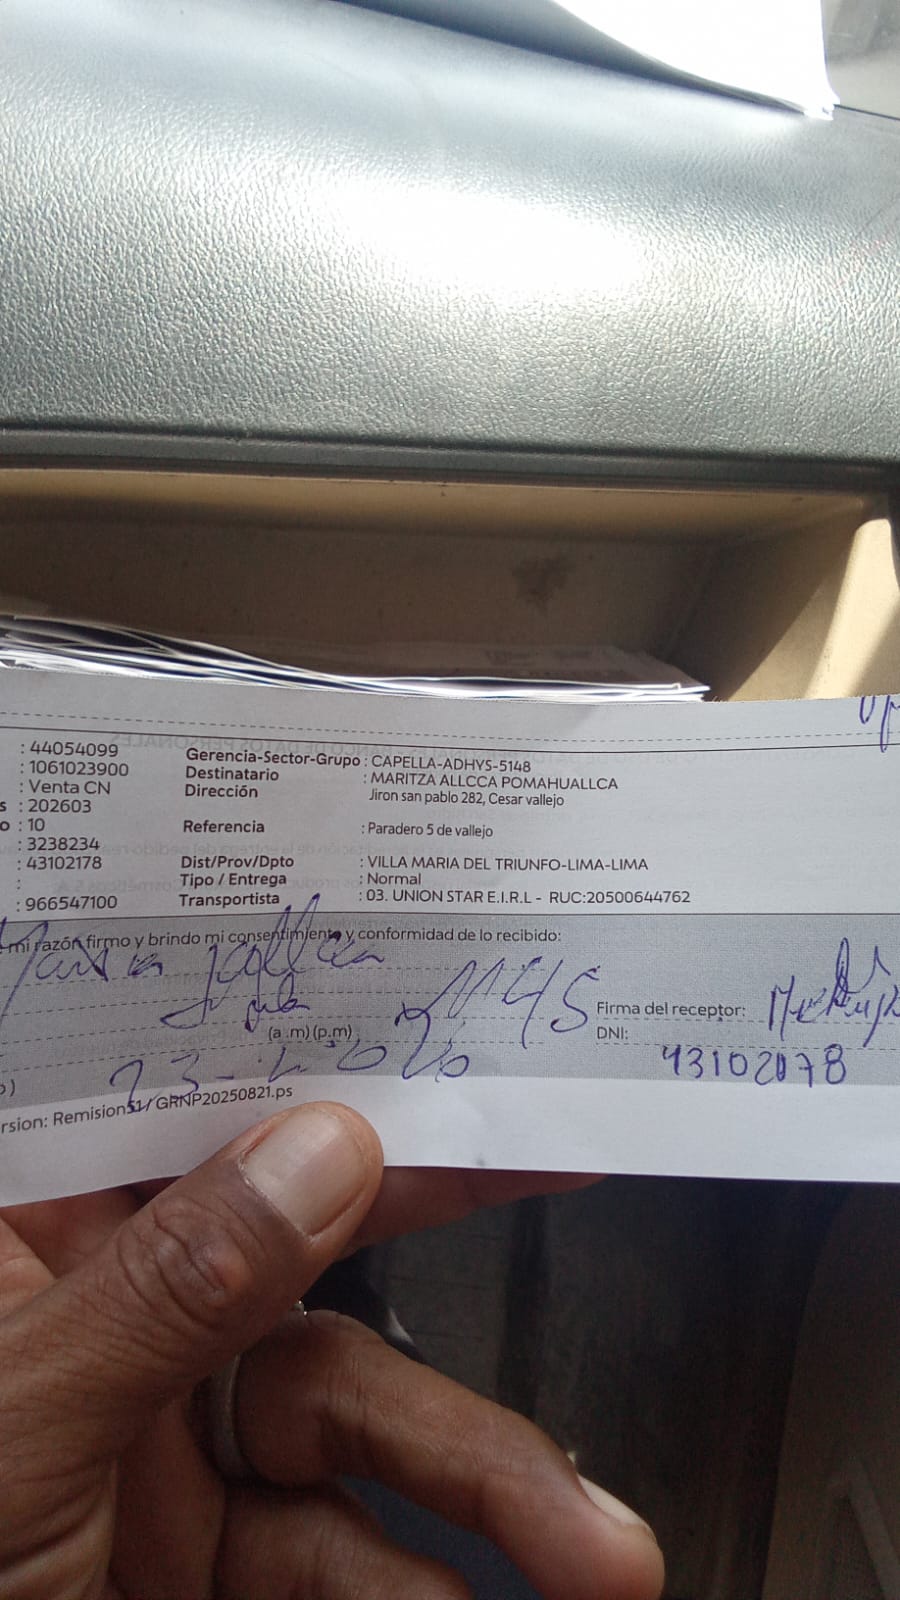 : 44054099 Gerencia-Sector-Grupo : CAPELLA-ADHYS-5148
: 1061023900 Destinatario : MARITZA ALLCCA POMAHUALLCA
: Venta CN Dirección Jiron san pablo 282, Cesar vallejo
s : 202603
o : 10 Referencia : Paradero 5 de vallejo
: 3238234
: 43102178 Dist/Prov/Dpto : VILLA MARIA DEL TRIUNFO-LIMA-LIMA
: Tipo / Entrega : Normal
: 966547100 Transportista : 03. UNION STAR E.I.R.L - RUC:20500644762
mi razón firmo y brindo mi consentimiento y conformidad de lo recibido:
Firma del receptor:
(a .m) (p.m) DNI: 43102078
rsion: Remision51/GRNP20250821.ps